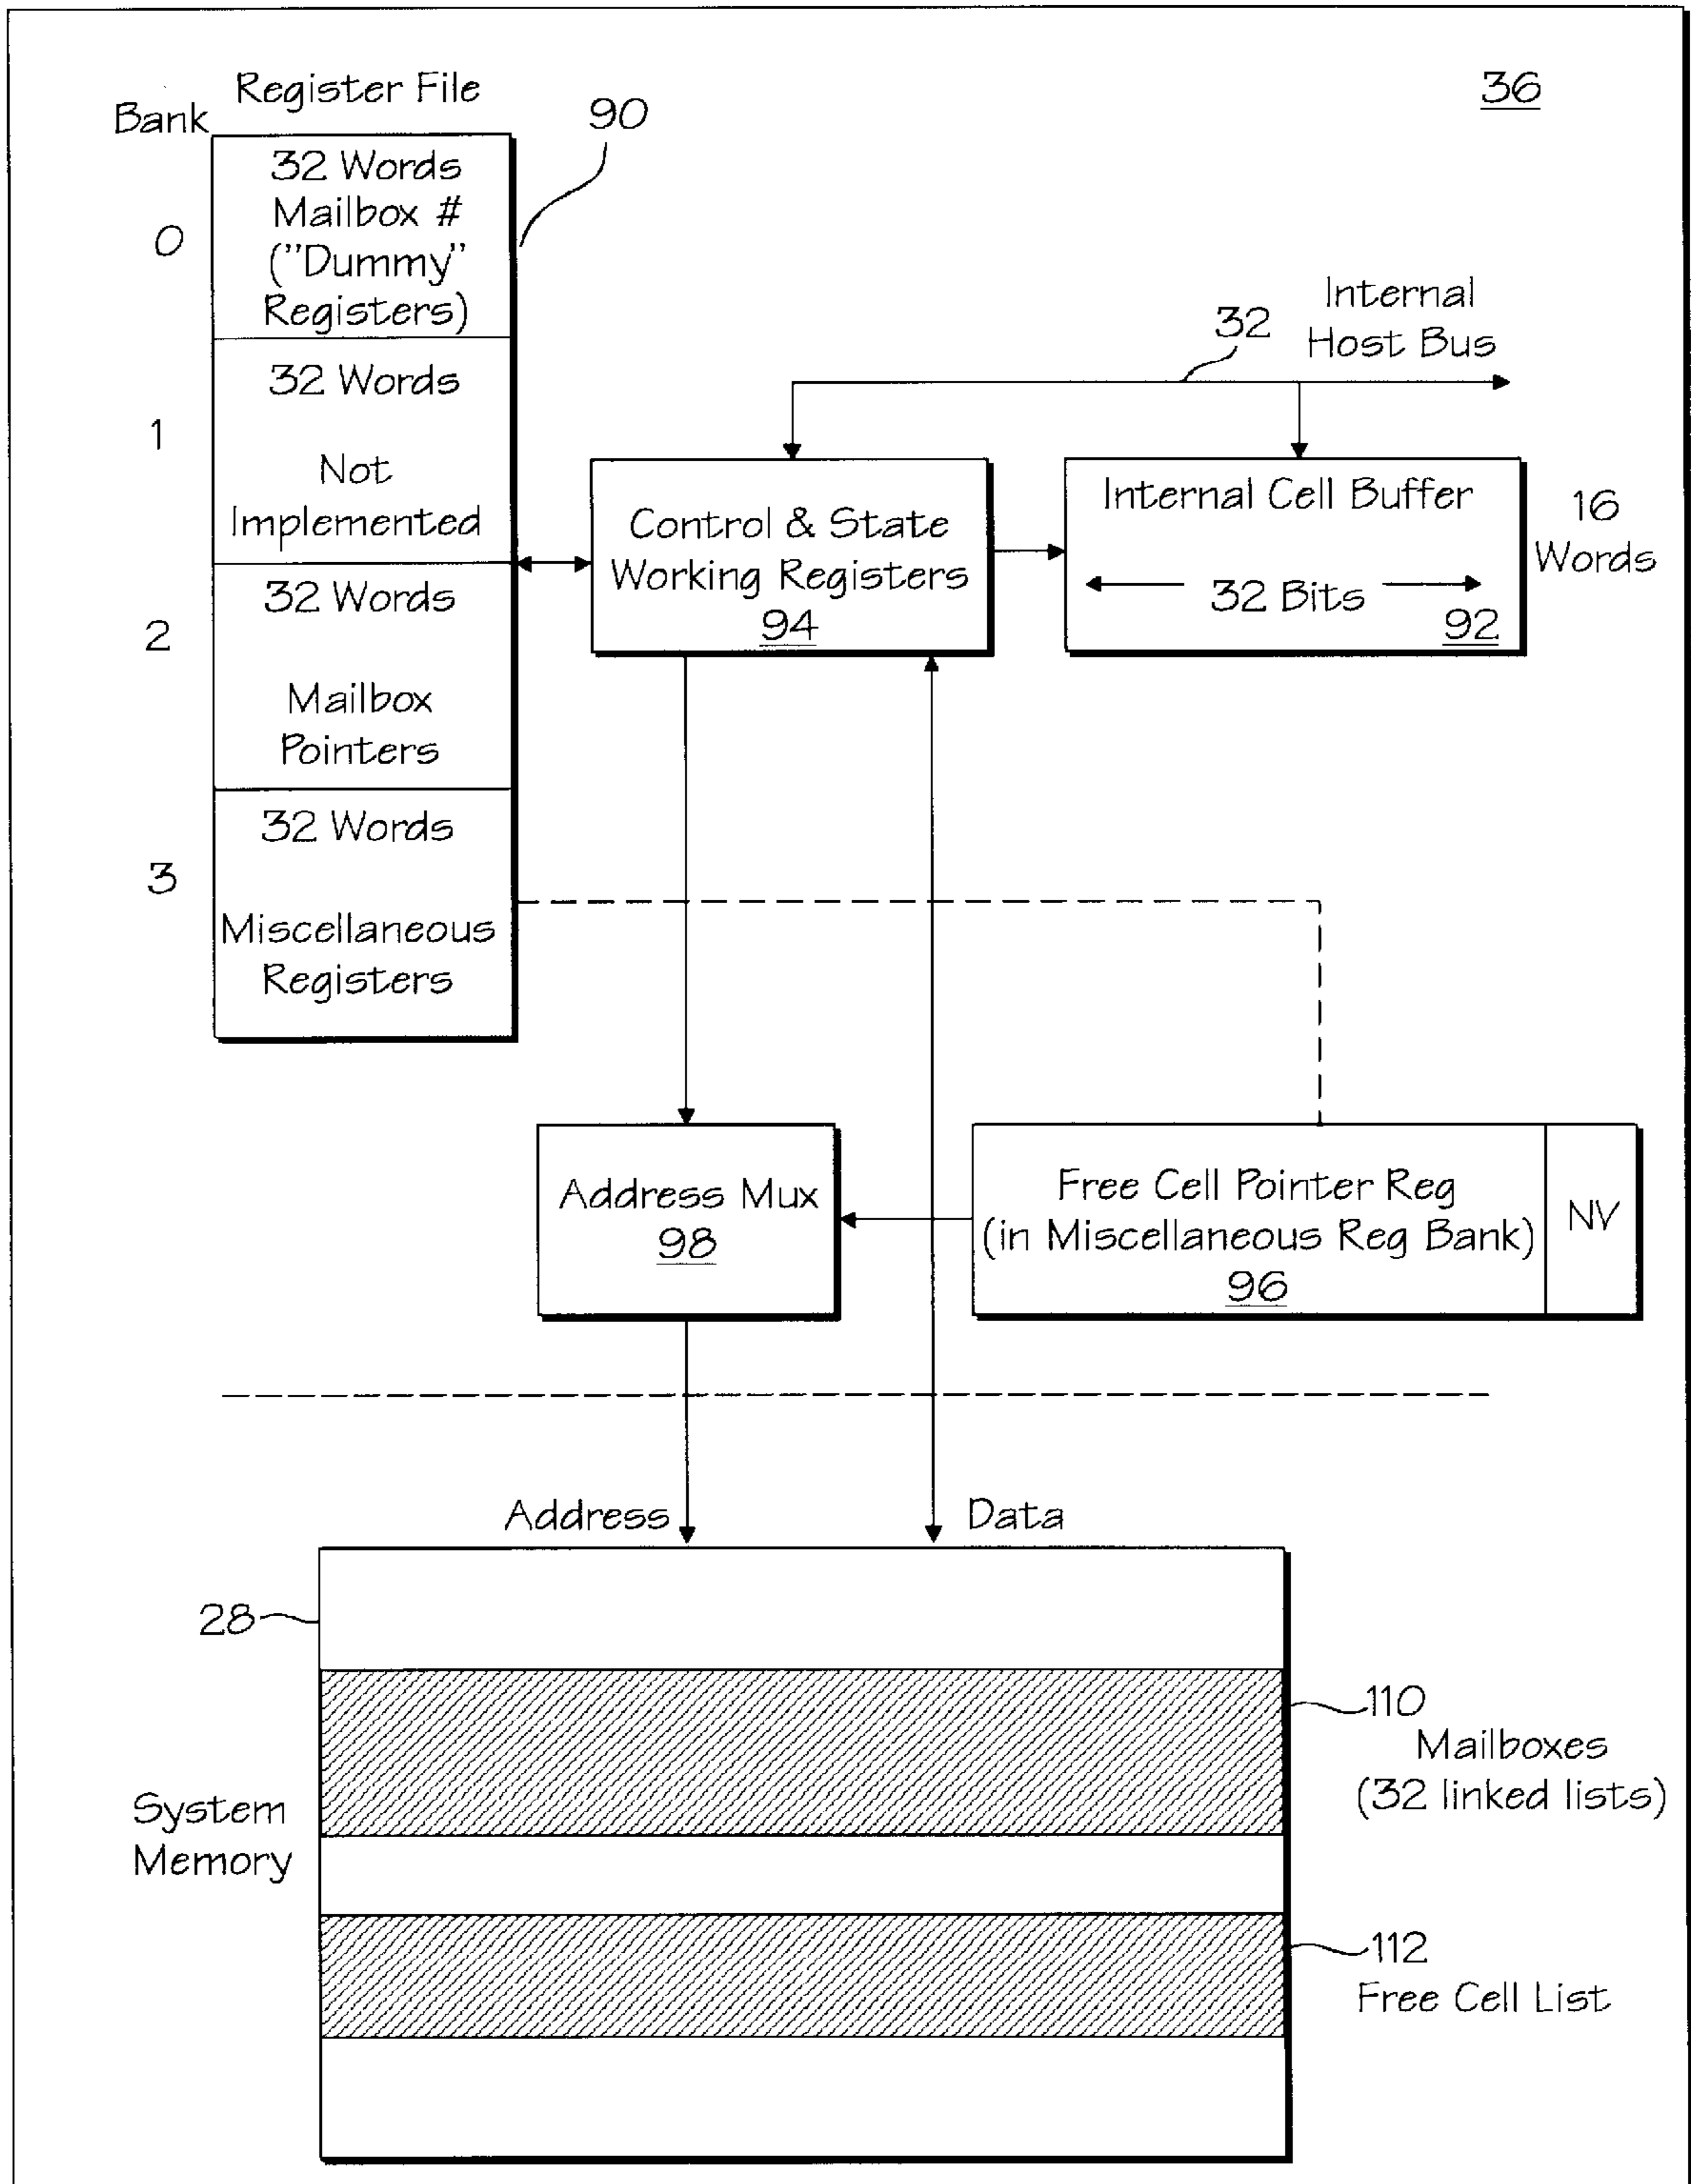 36
Register File
Bank
90
32 Words
Mailbox #
("Dummy"
Registers)
0
32 Words
Not
Implemented
1
32 Words
Mailbox
Pointers
2
32 Words
Miscellaneous
Registers
3
Internal
Host Bus
32
Control & State
Working Registers
94
Internal Cell Buffer
32 Bits
92
16
Words
Address Mux
98
Free Cell Pointer Reg
(in Miscellaneous Reg Bank)
96
NV
Address
Data
28
110
Mailboxes
(32 linked lists)
System
Memory
112
Free Cell List